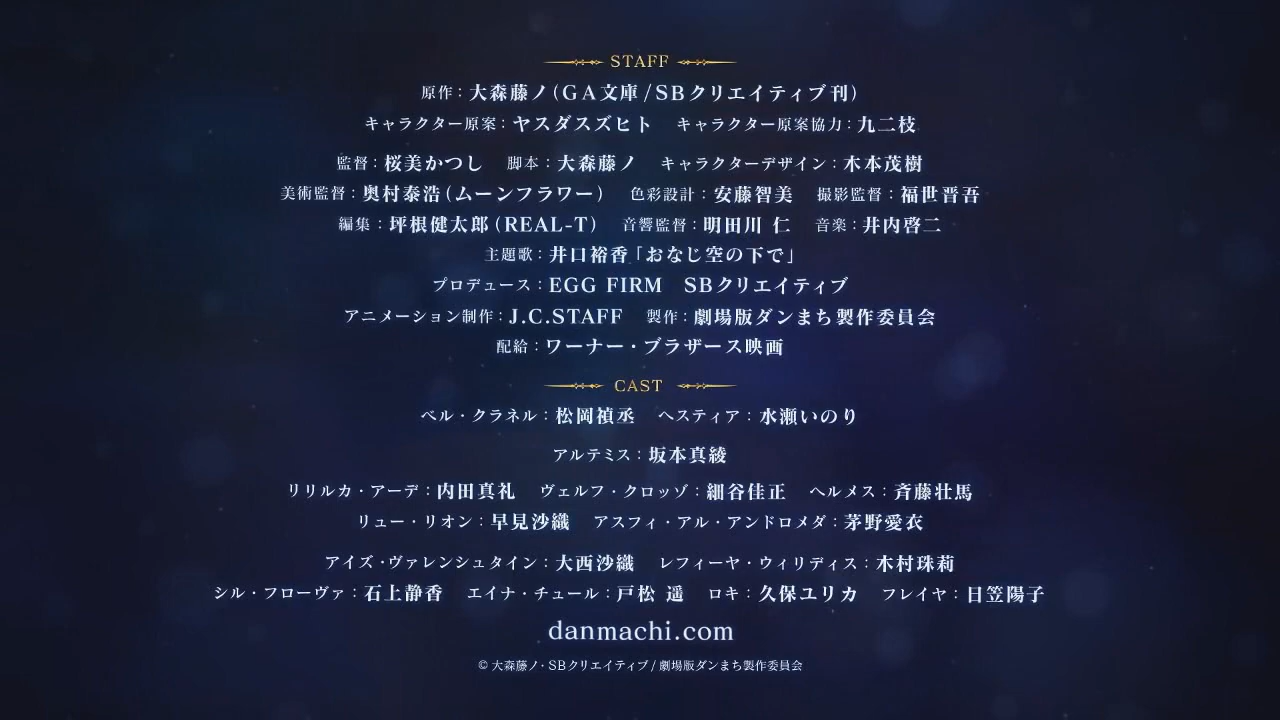 STAFF
原作：大森藤ノ(GA文庫/SBクリエイティブ刊)
キャラクター原案：ヤスダスズヒト　キャラクター原案協力：九二枝
監督：桜美かつし　脚本：大森藤ノ　キャラクターデザイン：木本茂樹
美術監督：奥村泰浩(ムーンフラワー)　色彩設計：安藤智美　撮影監督：福世晋吾
編集：坪根健太郎(REAL-T)　音響監督：明田川 仁　音楽：井内啓二
主題歌：井口裕香「おなじ空の下で」
プロデュース：EGG FIRM　SBクリエイティブ
アニメーション制作：J.C.STAFF　製作：劇場版ダンまち製作委員会
配給：ワーナー・ブラザース映画
CAST
ベル・クラネル：松岡禎丞　ヘスティア：水瀬いのり
アルテミス：坂本真綾
リリルカ・アーデ：内田真礼　ヴェルフ・クロッゾ：細谷佳正　ヘルメス：斉藤壮馬
リュー・リオン：早見沙織　アスフィ・アル・アンドロメダ：茅野愛衣
アイズ・ヴァレンシュタイン：大西沙織　レフィーヤ・ウィリディス：木村珠莉
シル・フローヴァ：石上静香　エイナ・チュール：戸松 遥　ロキ：久保ユリカ　フレイヤ：日笠陽子
danmachi.com
© 大森藤ノ・SBクリエイティブ/劇場版ダンまち製作委員会